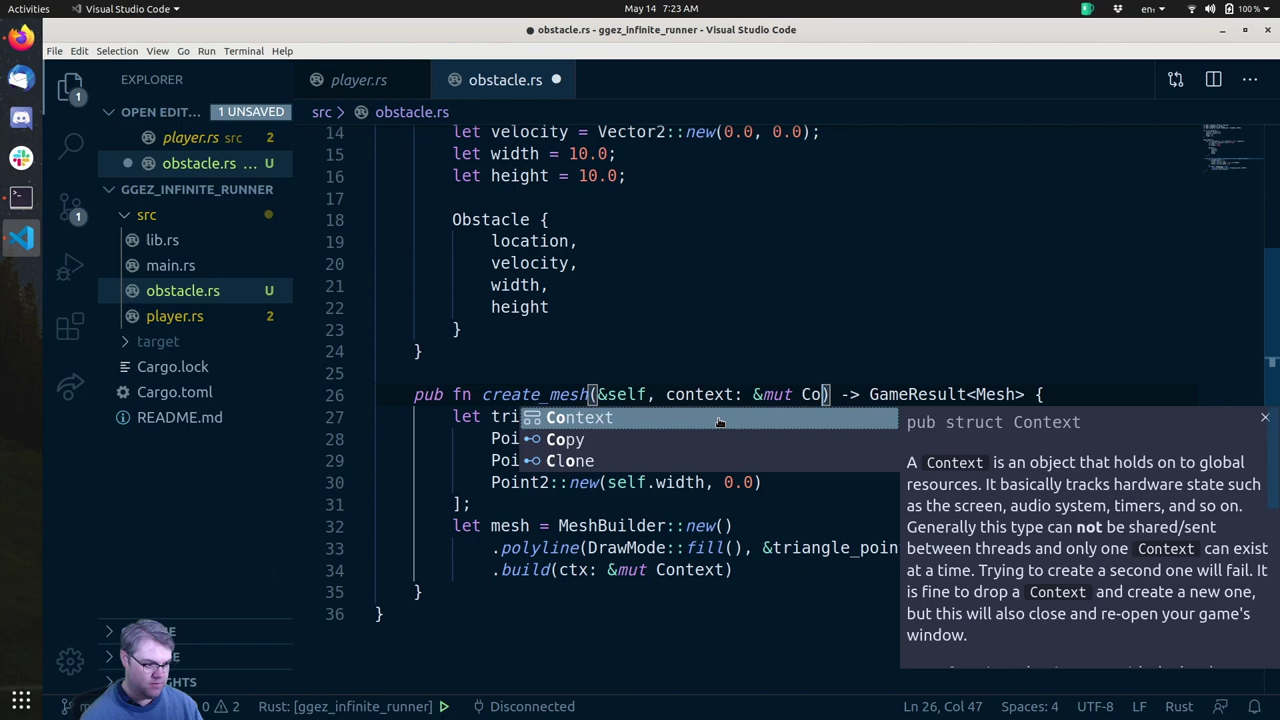 Activities
Visual Studio Code
May 14 7:23 AM
en
100 %
● obstacle.rs - ggez_infinite_runner - Visual Studio Code
File Edit Selection View Go Run Terminal Help
EXPLORER
player.rs
obstacle.rs
OPEN EDIT... 1 UNSAVED
src > obstacle.rs
player.rs src 2
obstacle.rs ... U
GGEZ_INFINITE_RUNNER
src
lib.rs
main.rs
obstacle.rs U
player.rs 2
target
Cargo.lock
Cargo.toml
README.md
1
1
14 let velocity = Vector2::new(0.0, 0.0);
15 let width = 10.0;
16 let height = 10.0;
17
18 Obstacle {
19 location,
20 velocity,
21 width,
22 height
23 }
24 }
25
26 pub fn create_mesh(&self, context: &mut Co) -> GameResult<Mesh> {
27 let tri
28 Poi
29 Poi
30 Point2::new(self.width, 0.0)
31 ];
32 let mesh = MeshBuilder::new()
33 .polyline(DrawMode::fill(), &triangle_poin
34 .build(ctx: &mut Context)
35 }
36 }
Context
Copy
Clone
pub struct Context
A Context is an object that holds on to global
resources. It basically tracks hardware state such
as the screen, audio system, timers, and so on.
Generally this type can not be shared/sent
between threads and only one Context can exist
at a time. Trying to create a second one will fail. It
is fine to drop a Context and create a new one,
but this will also close and re-open your game's
window.
0 2
Rust: [ggez_infinite_runner]
Disconnected
Ln 26, Col 47
Spaces: 4
UTF-8
LF
Rust